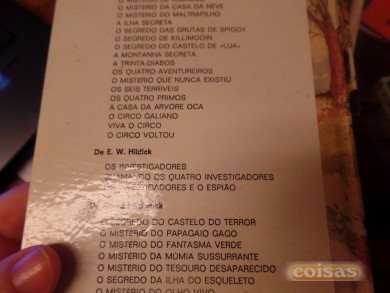 O MISTÉRIO DA CASA DA NEVE
O MISTÉRIO DO MALTRAPILHO
A ILHA SECRETA
O SEGREDO DAS GRUTAS DE SPIGGY
O SEGREDO DE KILLIMOOIN
O SEGREDO DO CASTELO DE «LUA»
A MONTANHA SECRETA
A TRINTA-DIABOS
OS QUATRO AVENTUREIROS
O MISTÉRIO QUE NUNCA EXISTIU
OS SEIS TERRÍVEIS
OS QUATRO PRIMOS
A CASA DA ÁRVORE OCA
O CIRCO GALIANO
VIVA O CIRCO
O CIRCO VOLTOU
De E. W. Hildick
OS INVESTIGADORES
CHAMANDO OS QUATRO INVESTIGADORES
INVESTIGADORES E O ESPIÃO
O SEGREDO DO CASTELO DO TERROR
O MISTÉRIO DO PAPAGAIO GAGO
O MISTÉRIO DO FANTASMA VERDE
O MISTÉRIO DA MÚMIA SUSSURRANTE
O MISTÉRIO DO TESOURO DESAPARECIDO
O SEGREDO DA ILHA DO ESQUELETO
O MISTÉRIO DO OLHO VIVO
coisas